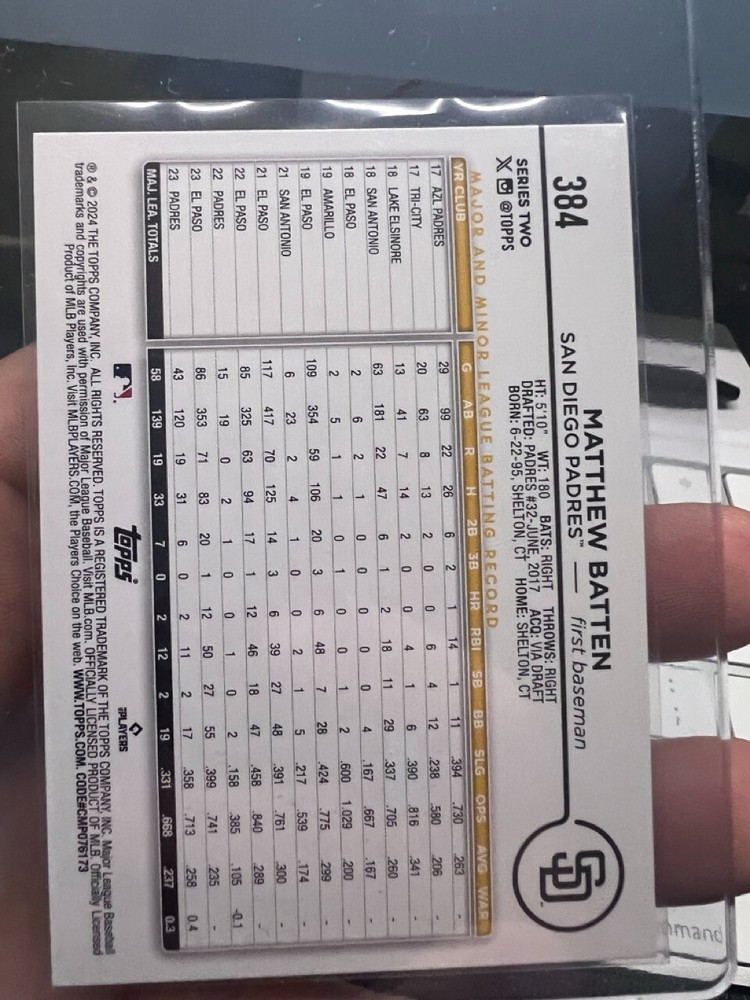 384
MATTHEW BATTEN
SAN DIEGO PADRES™ — first baseman
SD
SERIES TWO
X @TOPPS
HT: 5'10" WT: 180 BATS: RIGHT THROWS: RIGHT
DRAFTED: PADRES #32-JUNE, 2017 ACQ: VIA DRAFT
BORN: 6-22-95, SHELTON, CT HOME: SHELTON, CT
MAJOR AND MINOR LEAGUE BATTING RECORD
YR CLUB G AB R H 2B 3B HR RBI SB BB SLG OPS AVG WAR
17 AZL PADRES 29 99 22 26 6 2 1 14 1 11 .394 .730 .263 -
17 TRI-CITY 20 63 8 13 2 0 0 6 4 12 .238 .580 .206 -
18 LAKE ELSINORE 13 41 7 14 2 0 0 4 1 6 .390 .816 .341 -
18 SAN ANTONIO 63 181 22 47 6 1 2 18 11 29 .337 .705 .260 -
18 EL PASO 2 6 2 1 0 0 0 0 0 4 .167 .667 .167 -
19 AMARILLO 2 5 1 1 0 1 0 0 1 2 .600 1.029 .200 -
19 EL PASO 109 354 59 106 20 3 6 48 7 28 .424 .775 .299 -
21 SAN ANTONIO 6 23 2 4 1 0 0 2 1 5 .217 .539 .174 -
21 EL PASO 117 417 70 125 14 3 6 39 27 48 .391 .761 .300 -
22 EL PASO 85 325 63 94 17 1 12 46 18 47 .458 .840 .289 -
22 PADRES 15 19 0 2 1 0 0 1 0 2 .158 .385 .105 -0.1
23 EL PASO 86 353 71 83 20 1 12 50 27 55 .399 .741 .235 -
23 PADRES 43 120 19 31 6 0 2 11 2 17 .358 .713 .258 0.4
MAJ. LEA. TOTALS 58 139 19 33 7 0 2 12 2 19 .331 .668 .237 0.3
topps
PLAYERS
® & © 2024 THE TOPPS COMPANY, INC. ALL RIGHTS RESERVED. TOPPS IS A REGISTERED TRADEMARK OF THE TOPPS COMPANY, INC. Major League Baseball
trademarks and copyrights are used with permission of Major League Baseball. Visit MLB.com. OFFICIALLY LICENSED PRODUCT OF MLB. Officially Licensed
Product of MLB Players, Inc. Visit MLBPLAYERS.COM, the Players Choice on the web. WWW.TOPPS.COM. CODE#CMP076173
mmand